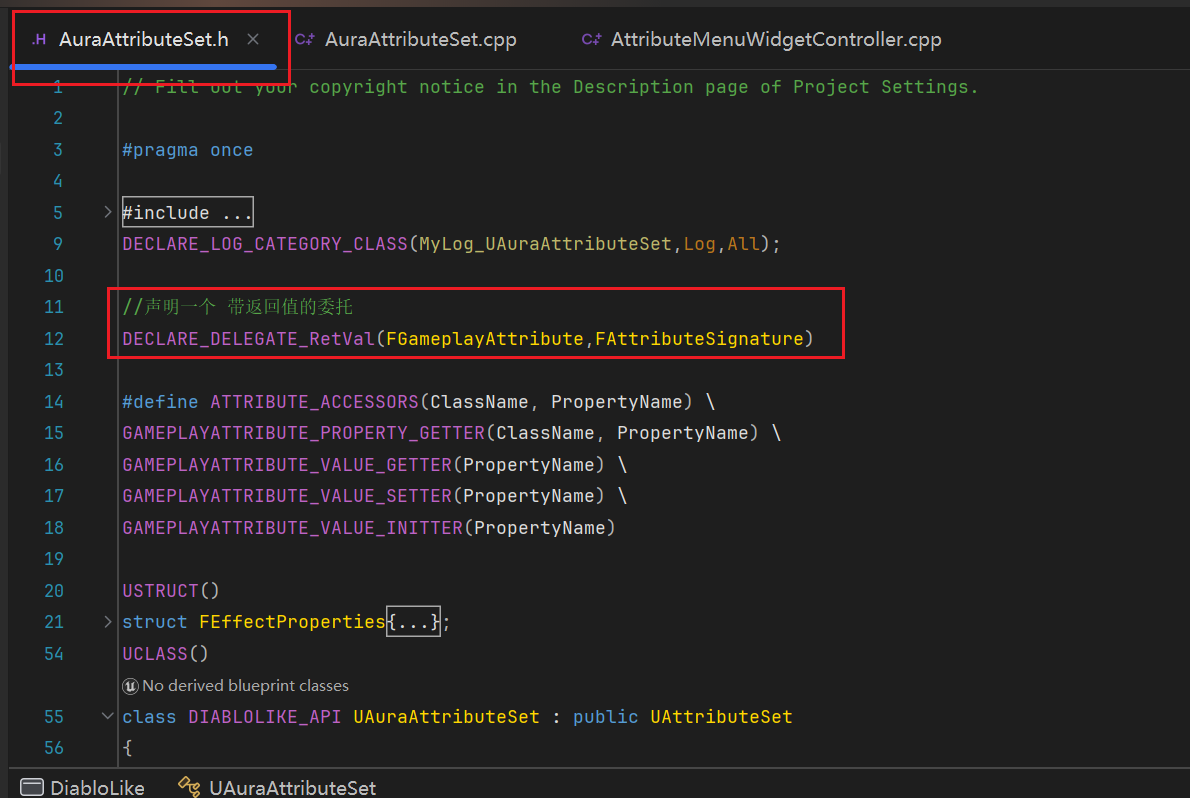 .H AuraAttributeSet.h × C+ AuraAttributeSet.cpp C+ AttributeMenuWidgetController.cpp
1 // Fill out your copyright notice in the Description page of Project Settings.
2
3 #pragma once
4
5 #include ...
9 DECLARE_LOG_CATEGORY_CLASS(MyLog_UAuraAttributeSet,Log,All);
10
11 //声明一个 带返回值的委托
12 DECLARE_DELEGATE_RetVal(FGameplayAttribute,FAttributeSignature)
13
14 #define ATTRIBUTE_ACCESSORS(ClassName, PropertyName) \
15 GAMEPLAYATTRIBUTE_PROPERTY_GETTER(ClassName, PropertyName) \
16 GAMEPLAYATTRIBUTE_VALUE_GETTER(PropertyName) \
17 GAMEPLAYATTRIBUTE_VALUE_SETTER(PropertyName) \
18 GAMEPLAYATTRIBUTE_VALUE_INITTER(PropertyName)
19
20 USTRUCT()
21 struct FEffectProperties{...};
54 UCLASS()
No derived blueprint classes
55 class DIABLOLIKE_API UAuraAttributeSet : public UAttributeSet
56 {
DiabloLike UAuraAttributeSet